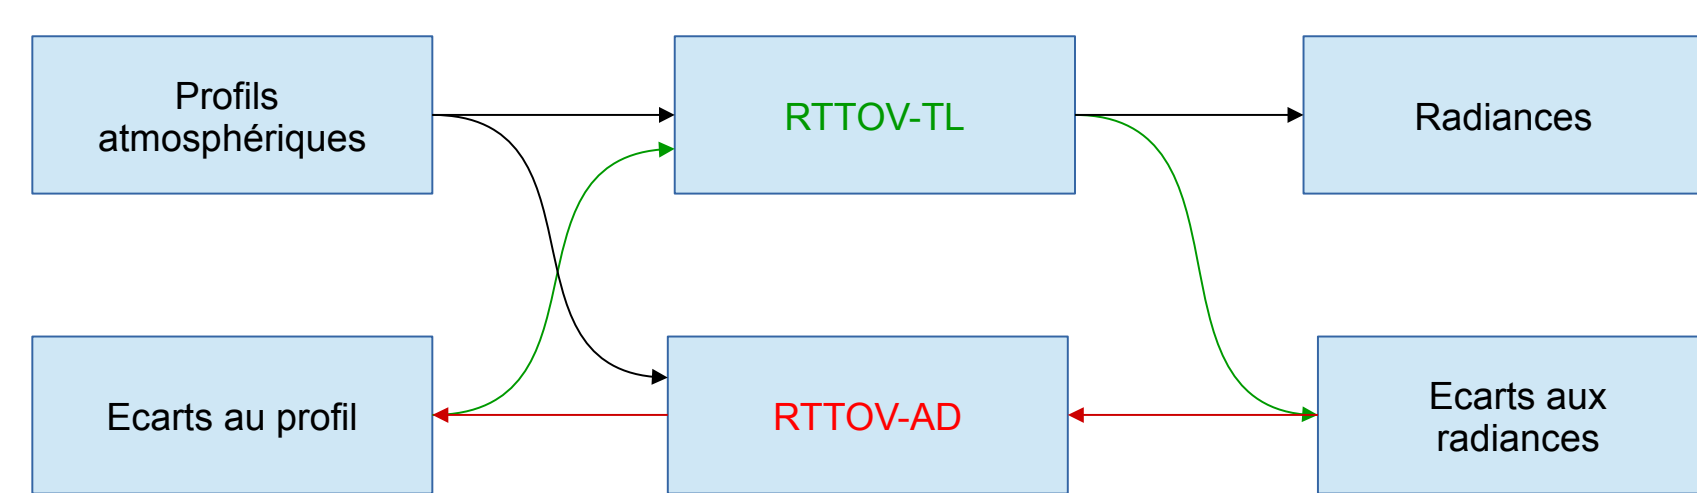 Profils
atmosphériques
RTTOV-TL
Radiances
Ecarts au profil
RTTOV-AD
Ecarts aux
radiances